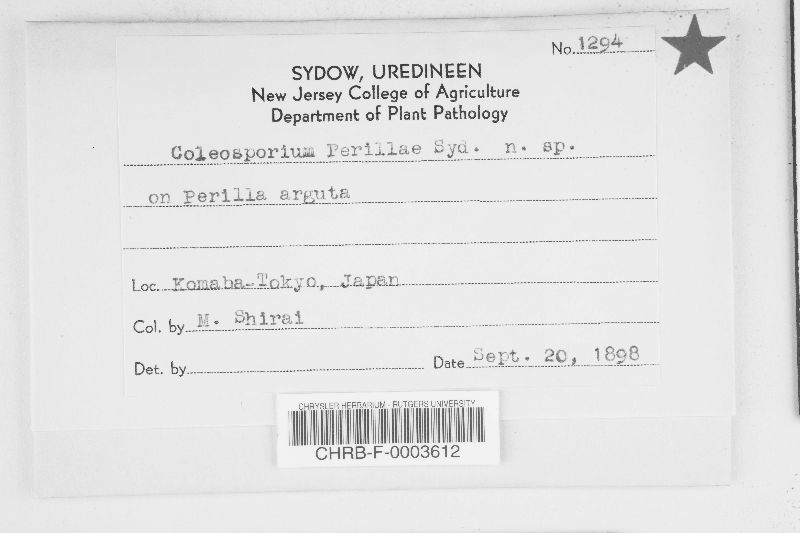 No. 1294
SYDOW, UREDINEEN
New Jersey College of Agriculture
Department of Plant Pathology
Coleosporium Perillae Syd. n. sp.
on Perilla arguta
Loc. Komaba-Tokyo, Japan
Col. by M. Shirai
Det. by
Date Sept. 20, 1898
CHRYSLER HERBARIUM - RUTGERS UNIVERSITY
CHRB-F-0003612